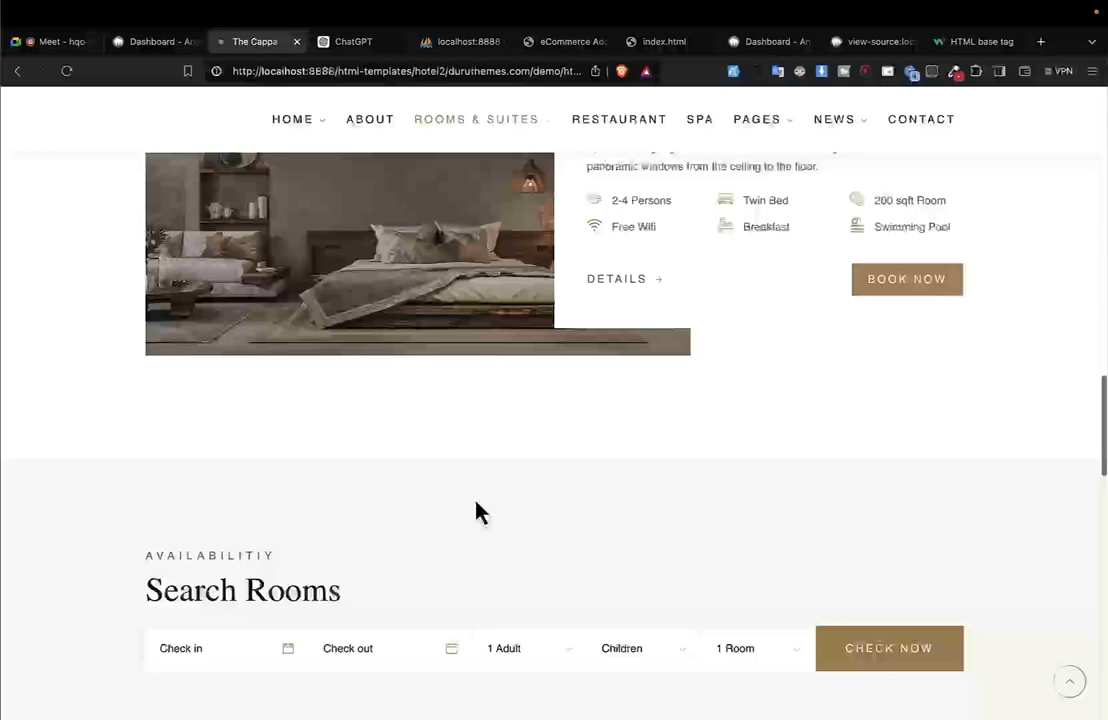 Meet - hqo-
Dashboard - An
The Cappa
ChatGPT
localhost:8888
eCommerce Ad
index.html
Dashboard - An
view-source:loc
HTML base tag
http://localhost:8888/html-templates/hotel2/duruthemes.com/demo/ht...
VPN
HOME
ABOUT
ROOMS & SUITES
RESTAURANT
SPA
PAGES
NEWS
CONTACT
panoramic windows from the ceiling to the floor.
2-4 Persons
Twin Bed
200 sqft Room
Free Wifi
Breakfast
Swimming Pool
DETAILS →
BOOK NOW
AVAILABILITIY
Search Rooms
Check in
Check out
1 Adult
Children
1 Room
CHECK NOW